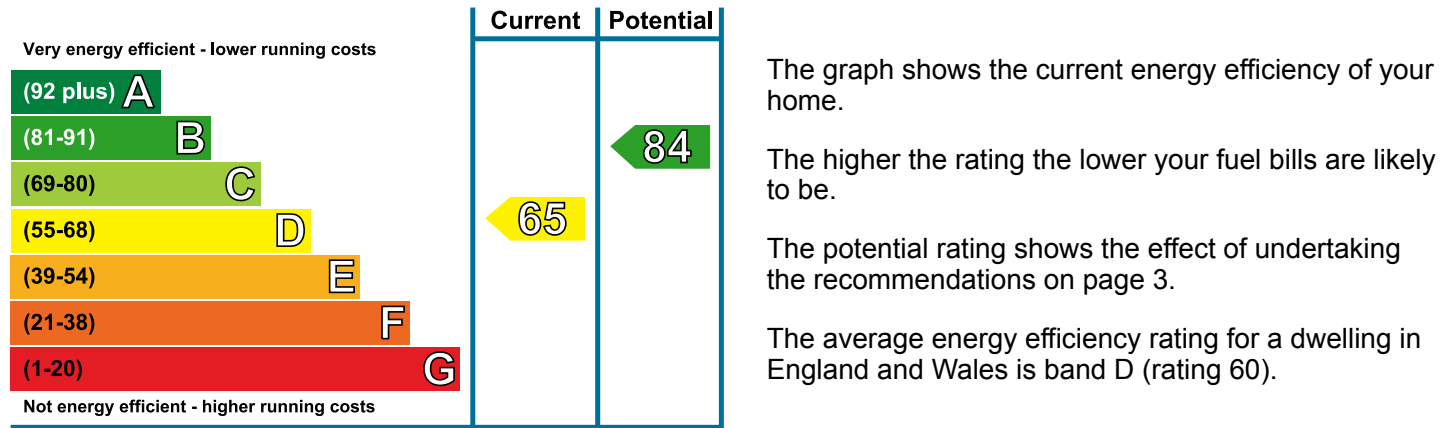 Current Potential
Very energy efficient - lower running costs
(92 plus) A
(81-91) B
84
(69-80) C
(55-68) D
65
(39-54) E
(21-38) F
(1-20) G
Not energy efficient - higher running costs
The graph shows the current energy efficiency of your
home.
The higher the rating the lower your fuel bills are likely
to be.
The potential rating shows the effect of undertaking
the recommendations on page 3.
The average energy efficiency rating for a dwelling in
England and Wales is band D (rating 60).